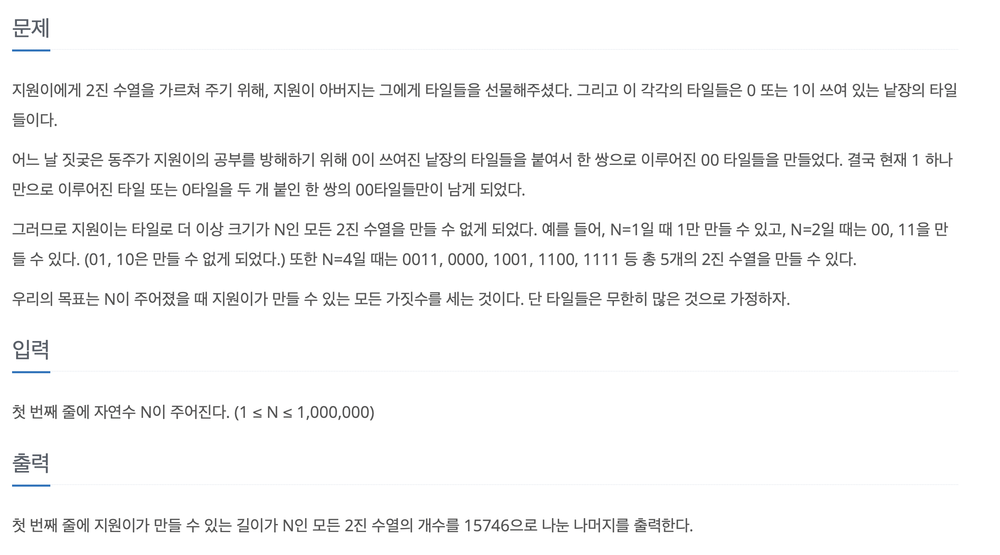 문제
지원이에게 2진 수열을 가르쳐 주기 위해, 지원이 아버지는 그에게 타일들을 선물해주셨다. 그리고 이 각각의 타일들은 0 또는 1이 쓰여 있는 낱장의 타일
들이다.
어느 날 짓궂은 동주가 지원이의 공부를 방해하기 위해 0이 쓰여진 낱장의 타일들을 붙여서 한 쌍으로 이루어진 00 타일들을 만들었다. 결국 현재 1 하나
만으로 이루어진 타일 또는 0타일을 두 개 붙인 한 쌍의 00타일들만이 남게 되었다.
그러므로 지원이는 타일로 더 이상 크기가 N인 모든 2진 수열을 만들 수 없게 되었다. 예를 들어, N=1일 때 1만 만들 수 있고, N=2일 때는 00, 11을 만
들 수 있다. (01, 10은 만들 수 없게 되었다.) 또한 N=4일 때는 0011, 0000, 1001, 1100, 1111 등 총 5개의 2진 수열을 만들 수 있다.
우리의 목표는 N이 주어졌을 때 지원이가 만들 수 있는 모든 가짓수를 세는 것이다. 단 타일들은 무한히 많은 것으로 가정하자.
입력
첫 번째 줄에 자연수 N이 주어진다. (1 ≤ N ≤ 1,000,000)
출력
첫 번째 줄에 지원이가 만들 수 있는 길이가 N인 모든 2진 수열의 개수를 15746으로 나눈 나머지를 출력한다.